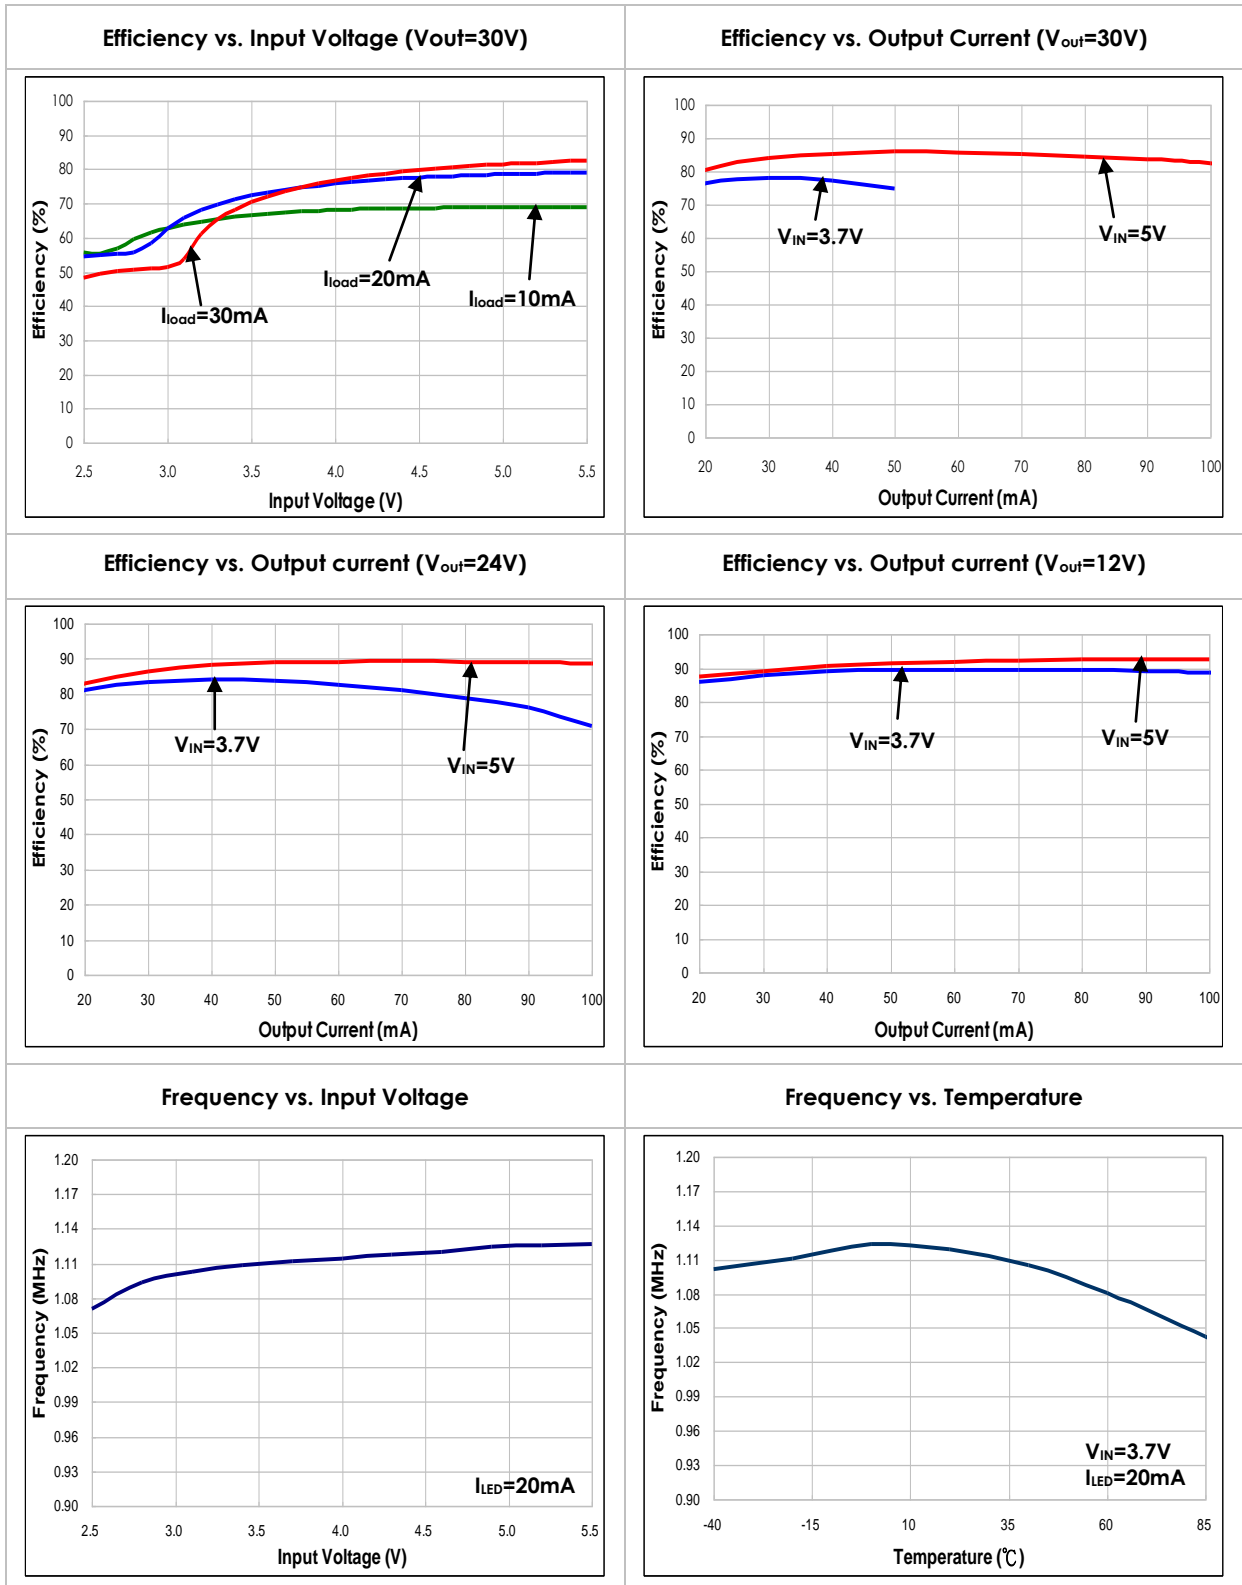 Efficiency vs. Input Voltage (Vout=30V)
Efficiency vs. Output Current (Vout=30V)
100
90
80
70
60
50
40
30
20
10
0
Efficiency (%)
Iload=20mA
Iload=10mA
Iload=30mA
2.5 3.0 3.5 4.0 4.5 5.0 5.5
Input Voltage (V)
100
90
80
70
60
50
40
30
20
10
0
Efficiency (%)
VIN=3.7V
VIN=5V
20 30 40 50 60 70 80 90 100
Output Current (mA)
Efficiency vs. Output current (Vout=24V)
Efficiency vs. Output current (Vout=12V)
100
90
80
70
60
50
40
30
20
10
0
Efficiency (%)
VIN=3.7V
VIN=5V
20 30 40 50 60 70 80 90 100
Output Current (mA)
100
90
80
70
60
50
40
30
20
10
0
Efficiency (%)
VIN=3.7V
VIN=5V
20 30 40 50 60 70 80 90 100
Output Current (mA)
Frequency vs. Input Voltage
Frequency vs. Temperature
1.20
1.17
1.14
1.11
1.08
1.05
1.02
0.99
0.96
0.93
0.90
Frequency (MHz)
ILED=20mA
2.5 3.0 3.5 4.0 4.5 5.0 5.5
Input Voltage (V)
1.20
1.17
1.14
1.11
1.08
1.05
1.02
0.99
0.96
0.93
0.90
Frequency (MHz)
VIN=3.7V
ILED=20mA
-40 -15 10 35 60 85
Temperature (℃)